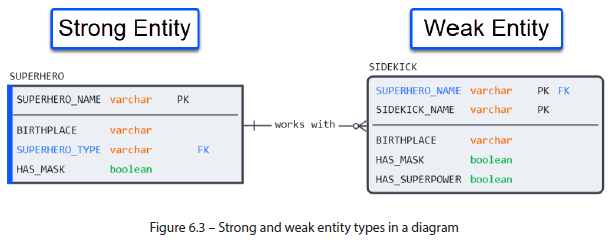 Strong Entity
Weak Entity
SUPERHERO
SUPERHERO_NAME varchar PK
BIRTHPLACE varchar
SUPERHERO_TYPE varchar FK
HAS_MASK boolean
works with
SIDEKICK
SUPERHERO_NAME varchar PK FK
SIDEKICK_NAME varchar PK
BIRTHPLACE varchar
HAS_MASK boolean
HAS_SUPERPOWER boolean
Figure 6.3 – Strong and weak entity types in a diagram